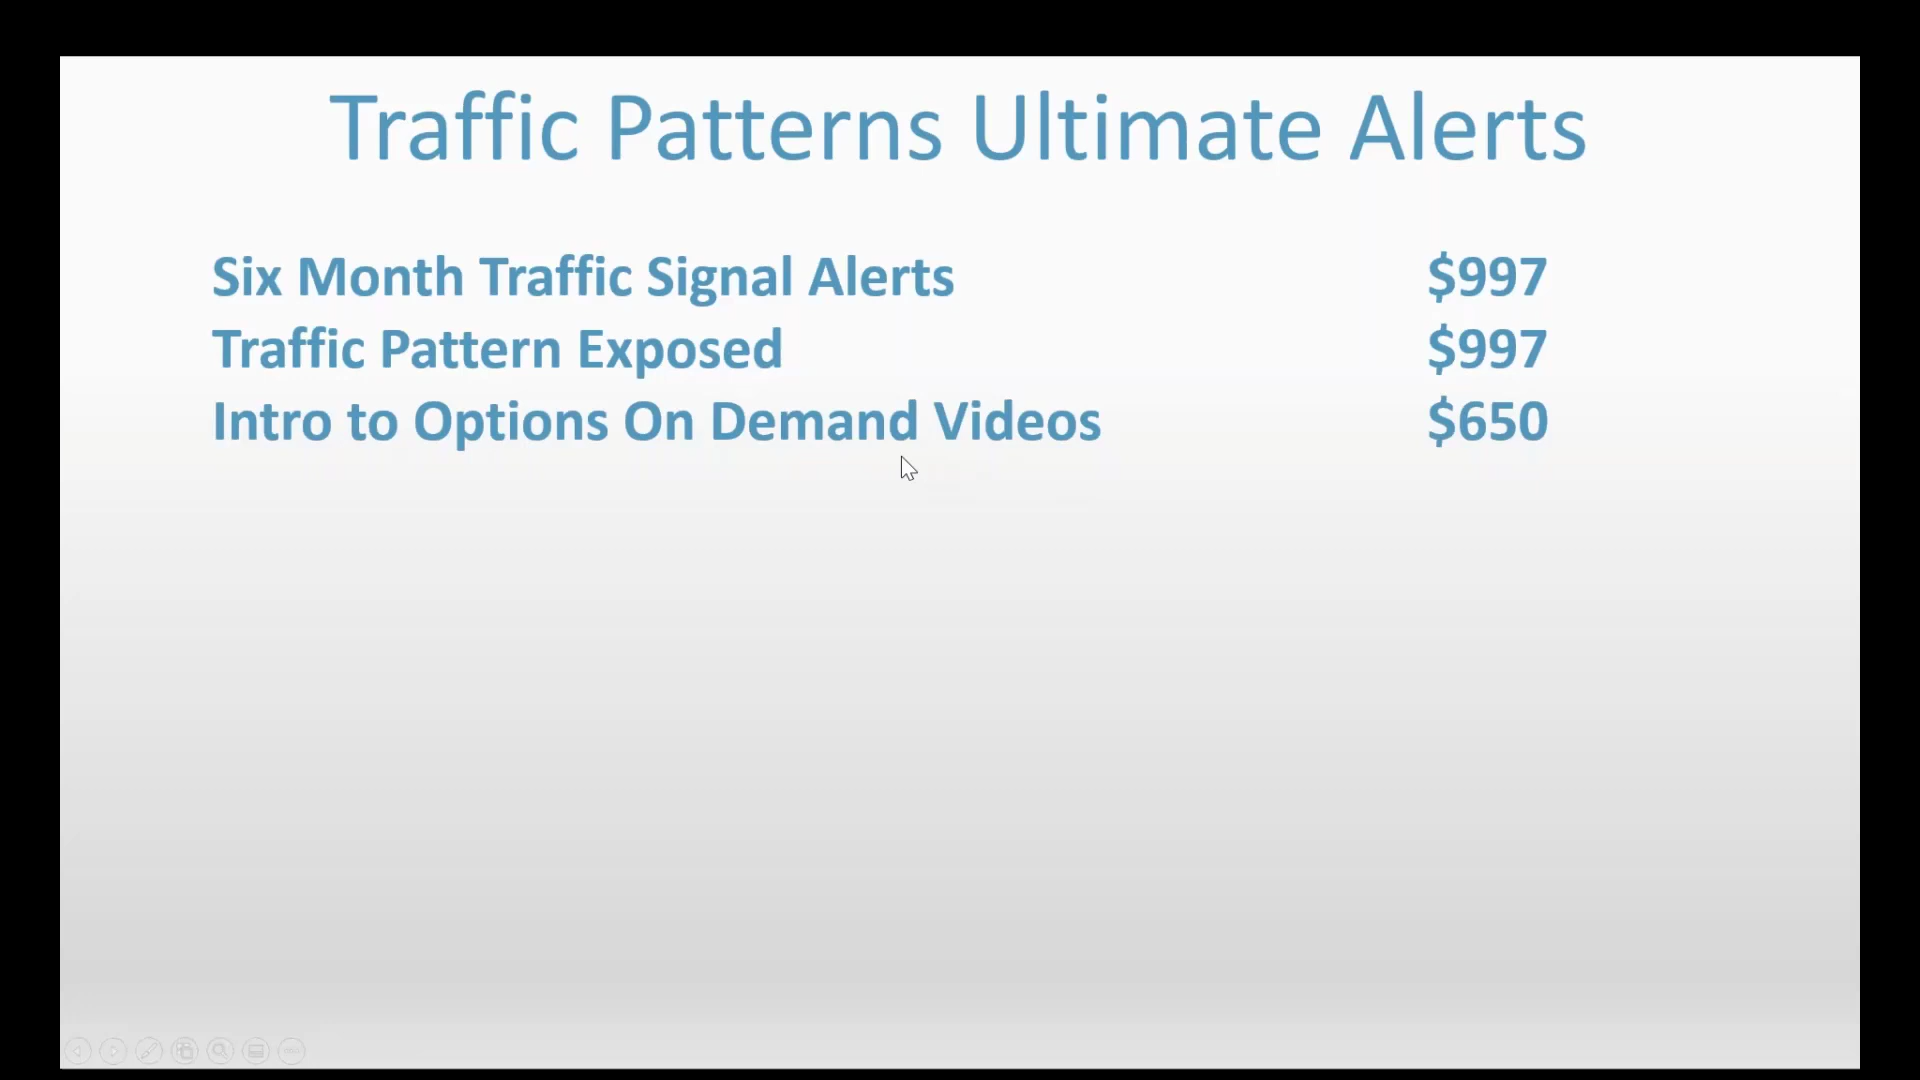 Traffic Patterns Ultimate Alerts
Six Month Traffic Signal Alerts $997
Traffic Pattern Exposed $997
Intro to Options On Demand Videos $650